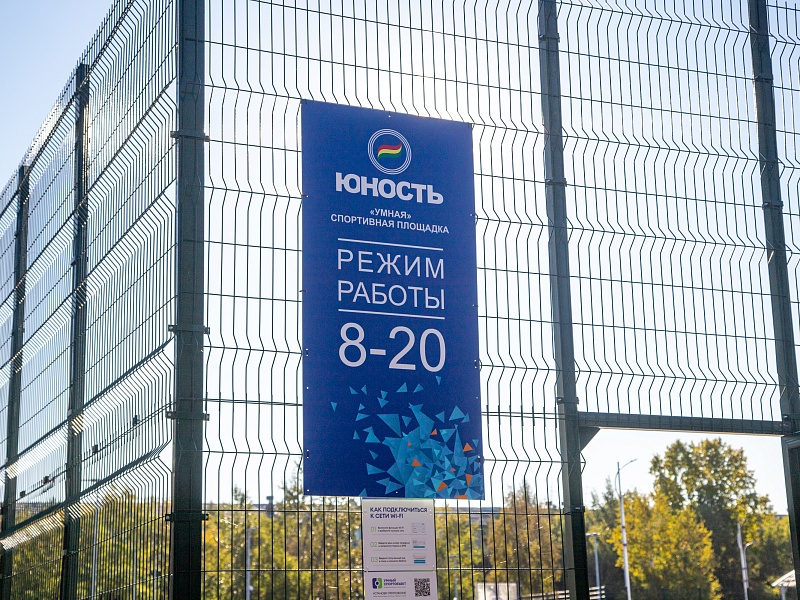 ЮНОСТЬ
«УМНАЯ»
СПОРТИВНАЯ ПЛОЩАДКА
РЕЖИМ
РАБОТЫ
8-20
КАК ПОДКЛЮЧИТЬСЯ
К СЕТИ WI-FI